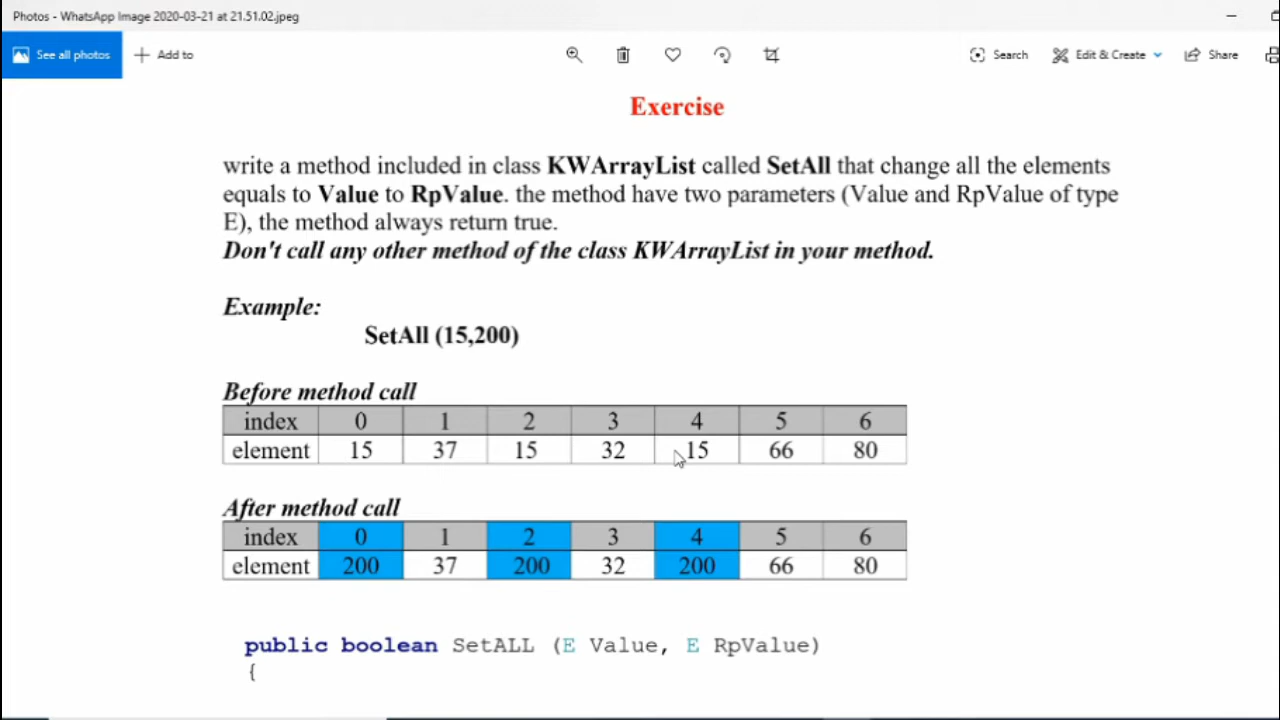 Photos - WhatsApp Image 2020-03-21 at 21.51.02.jpeg
See all photos + Add to Search Edit & Create Share
Exercise
write a method included in class KWArrayList called SetAll that change all the elements
equals to Value to RpValue. the method have two parameters (Value and RpValue of type
E), the method always return true.
Don't call any other method of the class KWArrayList in your method.
Example:
SetAll (15,200)
Before method call
index 0 1 2 3 4 5 6
element 15 37 15 32 15 66 80
After method call
index 0 1 2 3 4 5 6
element 200 37 200 32 200 66 80
public boolean SetALL (E Value, E RpValue)
{